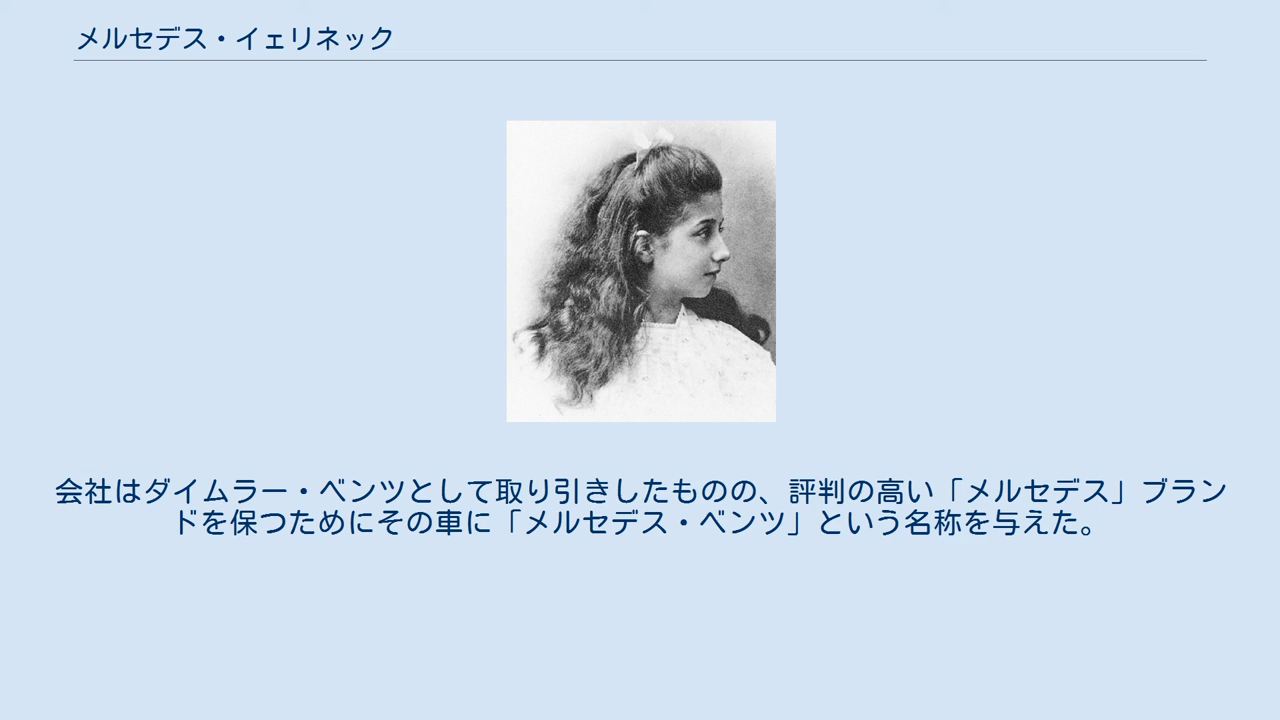 メルセデス・イェリネック
会社はダイムラー・ベンツとして取り引きしたものの、評判の高い「メルセデス」ブラン
ドを保つためにその車に「メルセデス・ベンツ」という名称を与えた。